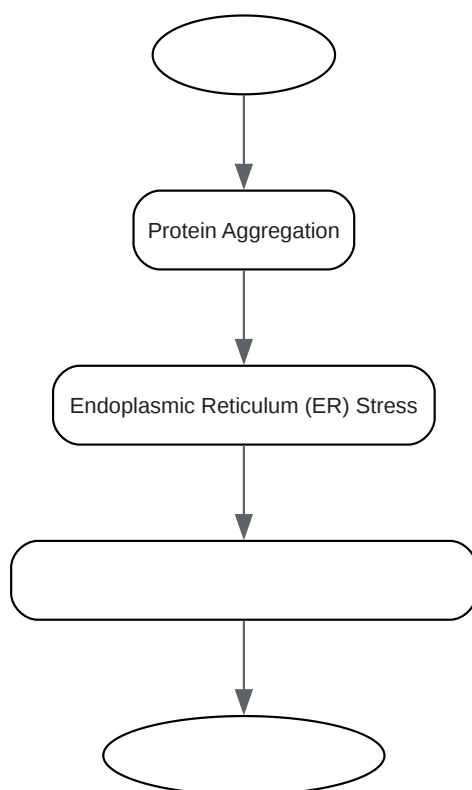 Protein Aggregation
Endoplasmic Reticulum (ER) Stress